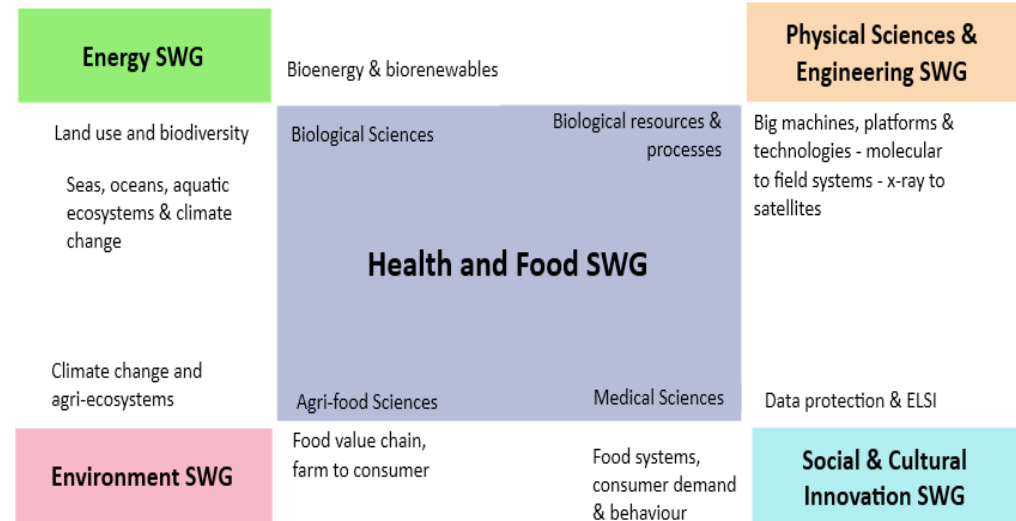 Energy SWG
Bioenergy & biorenewables
Physical Sciences &
Engineering SWG
Land use and biodiversity
Seas, oceans, aquatic
ecosystems & climate
change
Biological Sciences
Biological resources &
processes
Big machines, platforms &
technologies - molecular
to field systems - x-ray to
satellites
Health and Food SWG
Climate change and
agri-ecosystems
Agri-food Sciences
Medical Sciences
Data protection & ELSI
Environment SWG
Food value chain,
farm to consumer
Food systems,
consumer demand
& behaviour
Social & Cultural
Innovation SWG